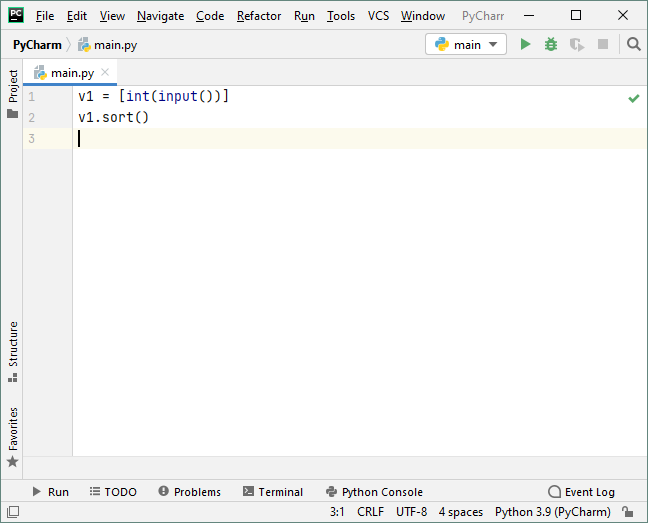 PC File Edit View Navigate Code Refactor Run Tools VCS Window PyCharr
PyCharm main.py main
main.py
Project
1 v1 = [int(input())]
2 v1.sort()
3
Structure
Favorites
Run TODO Problems Terminal Python Console Event Log
3:1 CRLF UTF-8 4 spaces Python 3.9 (PyCharm)